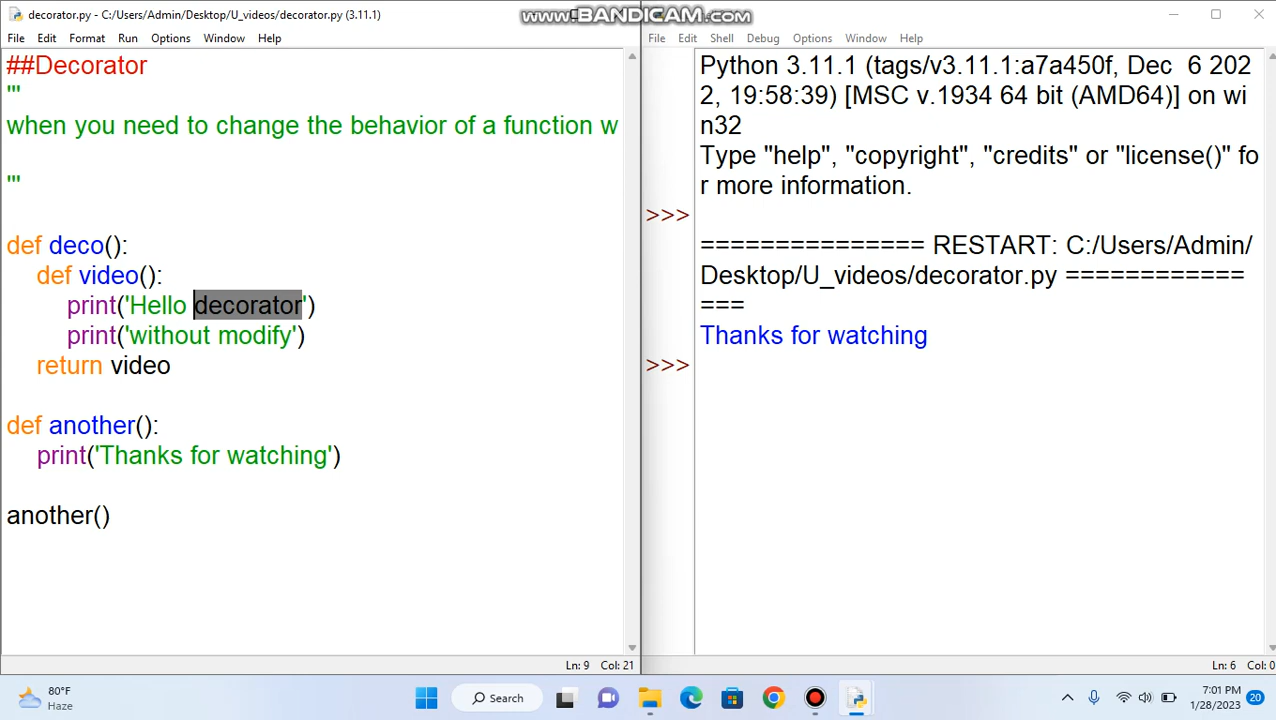 decorator.py - C:/Users/Admin/Desktop/U_videos/decorator.py (3.11.1)
www.BANDICAM.com
File Edit Format Run Options Window Help
##Decorator
'''
when you need to change the behavior of a function w
'''
def deco():
def video():
print('Hello decorator')
print('without modify')
return video
def another():
print('Thanks for watching')
another()
Ln: 9 Col: 21
File Edit Shell Debug Options Window Help
Python 3.11.1 (tags/v3.11.1:a7a450f, Dec  6 202
2, 19:58:39) [MSC v.1934 64 bit (AMD64)] on wi
n32
Type "help", "copyright", "credits" or "license()" fo
r more information.
>>>
=============== RESTART: C:/Users/Admin/
Desktop/U_videos/decorator.py ============
===
Thanks for watching
>>>
Ln: 6 Col: 0
80°F
Haze
Search
7:01 PM
1/28/2023
20